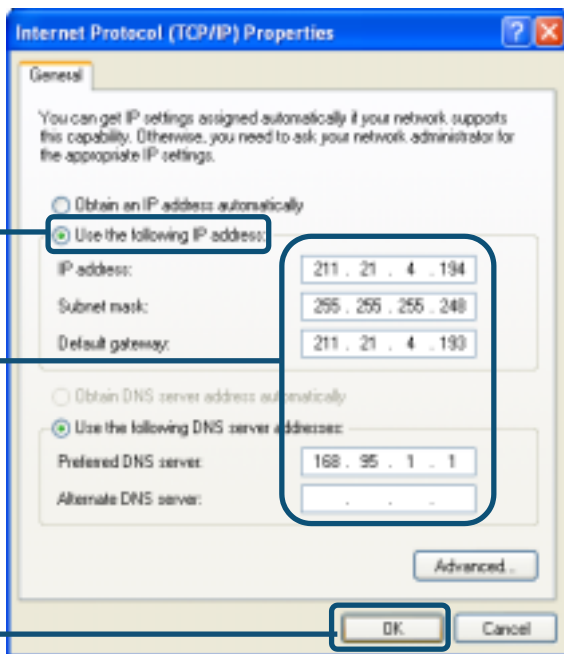 Internet Protocol (TCP/IP) Properties
General
You can get IP settings assigned automatically if your network supports
this capability. Otherwise, you need to ask your network administrator for
the appropriate IP settings.
Obtain an IP address automatically
Use the following IP address:
IP address: 211 . 21 . 4 . 194
Subnet mask: 255 . 255 . 255 . 248
Default gateway: 211 . 21 . 4 . 193
Obtain DNS server address automatically
Use the following DNS server addresses:
Preferred DNS server: 168 . 95 . 1 . 1
Alternate DNS server: . . .
Advanced...
OK Cancel